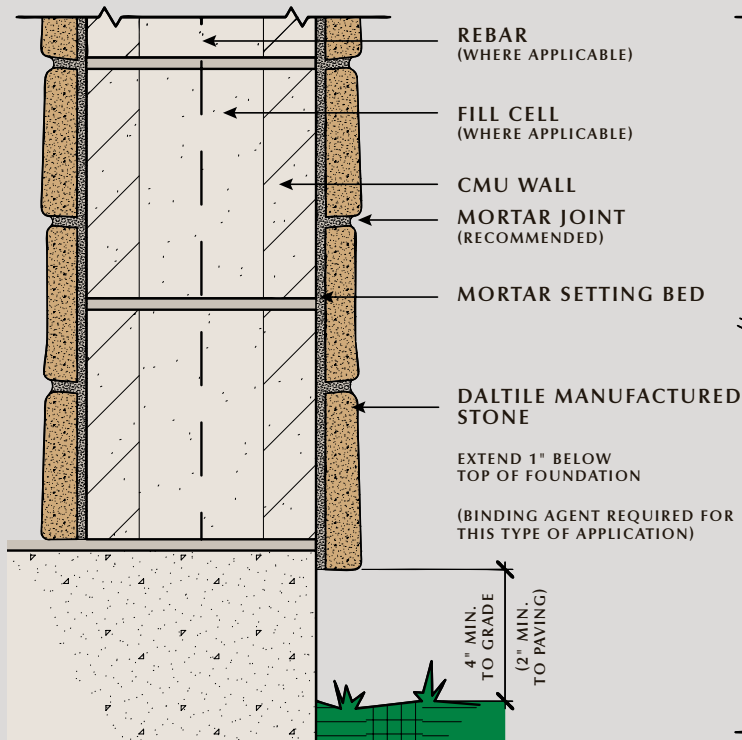 REBAR
(WHERE APPLICABLE)
FILL CELL
(WHERE APPLICABLE)
CMU WALL
MORTAR JOINT
(RECOMMENDED)
MORTAR SETTING BED
DALTILE MANUFACTURED
STONE
EXTEND 1" BELOW
TOP OF FOUNDATION
(BINDING AGENT REQUIRED FOR
THIS TYPE OF APPLICATION)
4" MIN.
TO GRADE
(2" MIN.
TO PAVING)